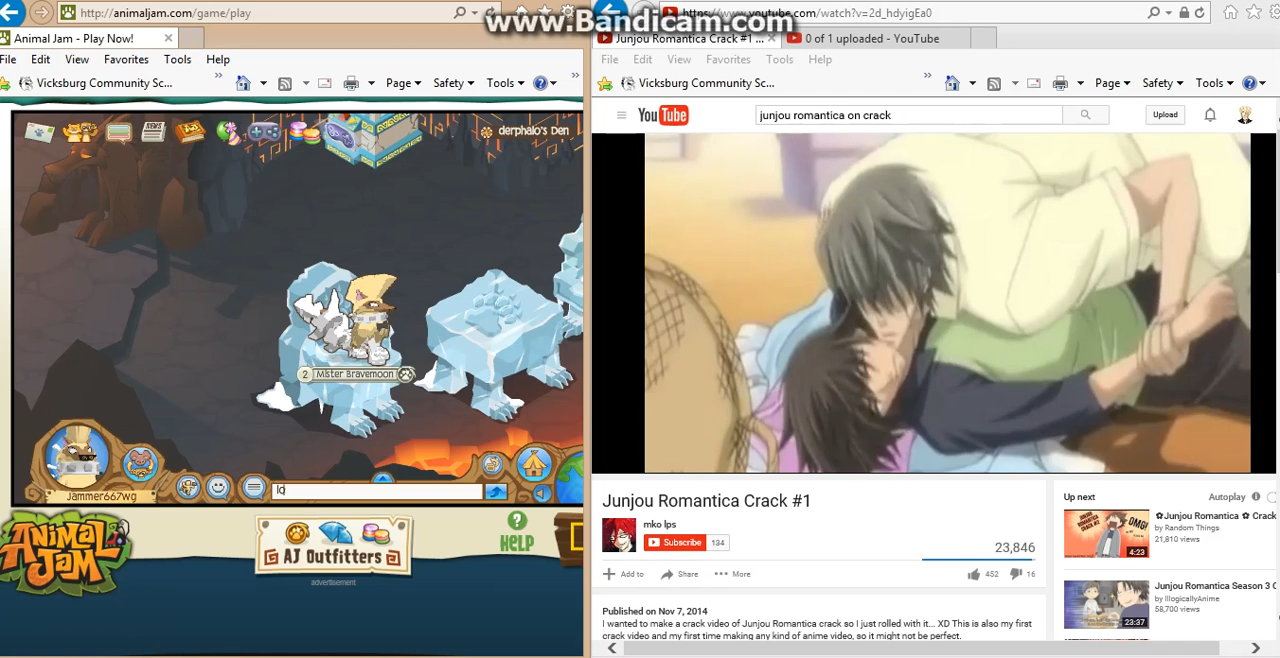 www.Bandicam.com
http://animaljam.com/game/play
Animal Jam - Play Now!
File Edit View Favorites Tools Help
Vicksburg Community Sc...
Page Safety Tools
NEWS
derphalo's Den
2 Mister Bravemoon
Jammer667wg
ANIMAL JAM
AJ Outfitters
HELP
advertisement
https://www.youtube.com/watch?v=2d_hdyigEa0
Junjou Romantica Crack #1 ...
0 of 1 uploaded - YouTube
File Edit View Favorites Tools Help
Vicksburg Community Sc...
Page Safety Tools
YouTube
junjou romantica on crack
Upload
Junjou Romantica Crack #1
mko lps
Subscribe 134
23,846
Add to Share More
452 16
Published on Nov 7, 2014
I wanted to make a crack video of Junjou Romantica crack so I just rolled with it... XD This is also my first
crack video and my first time making any kind of anime video, so it might not be perfect.
Up next Autoplay
OMG!
4:23
✿Junjou Romantica ✿ Crack
by Random Things
21,810 views
23:37
Junjou Romantica Season 3
by IllogicallyAnime
58,700 views